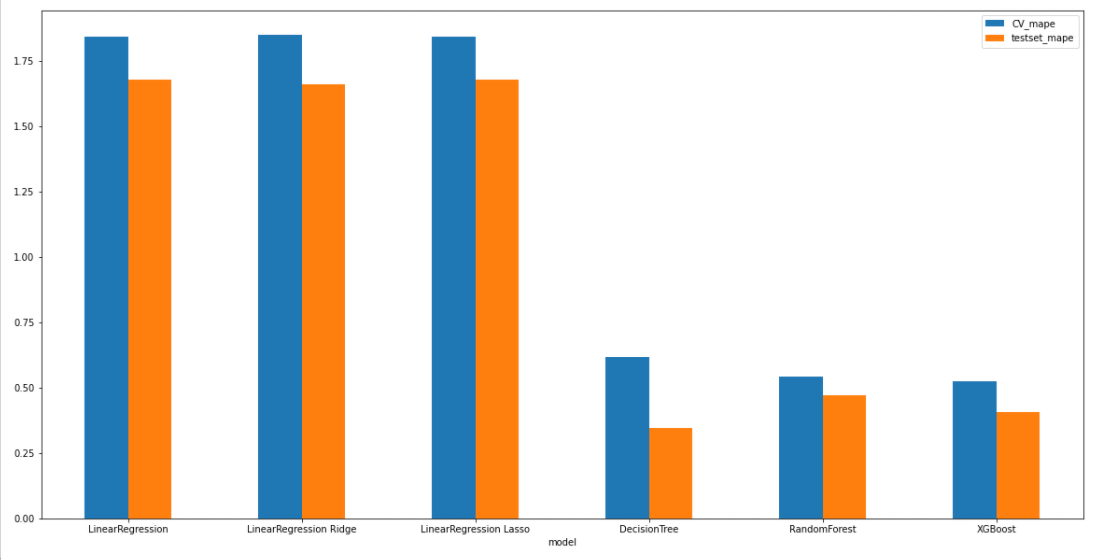 CV_mape
testset_mape
1.75
1.50
1.25
1.00
0.75
0.50
0.25
0.00
LinearRegression LinearRegression Ridge LinearRegression Lasso DecisionTree RandomForest XGBoost
model